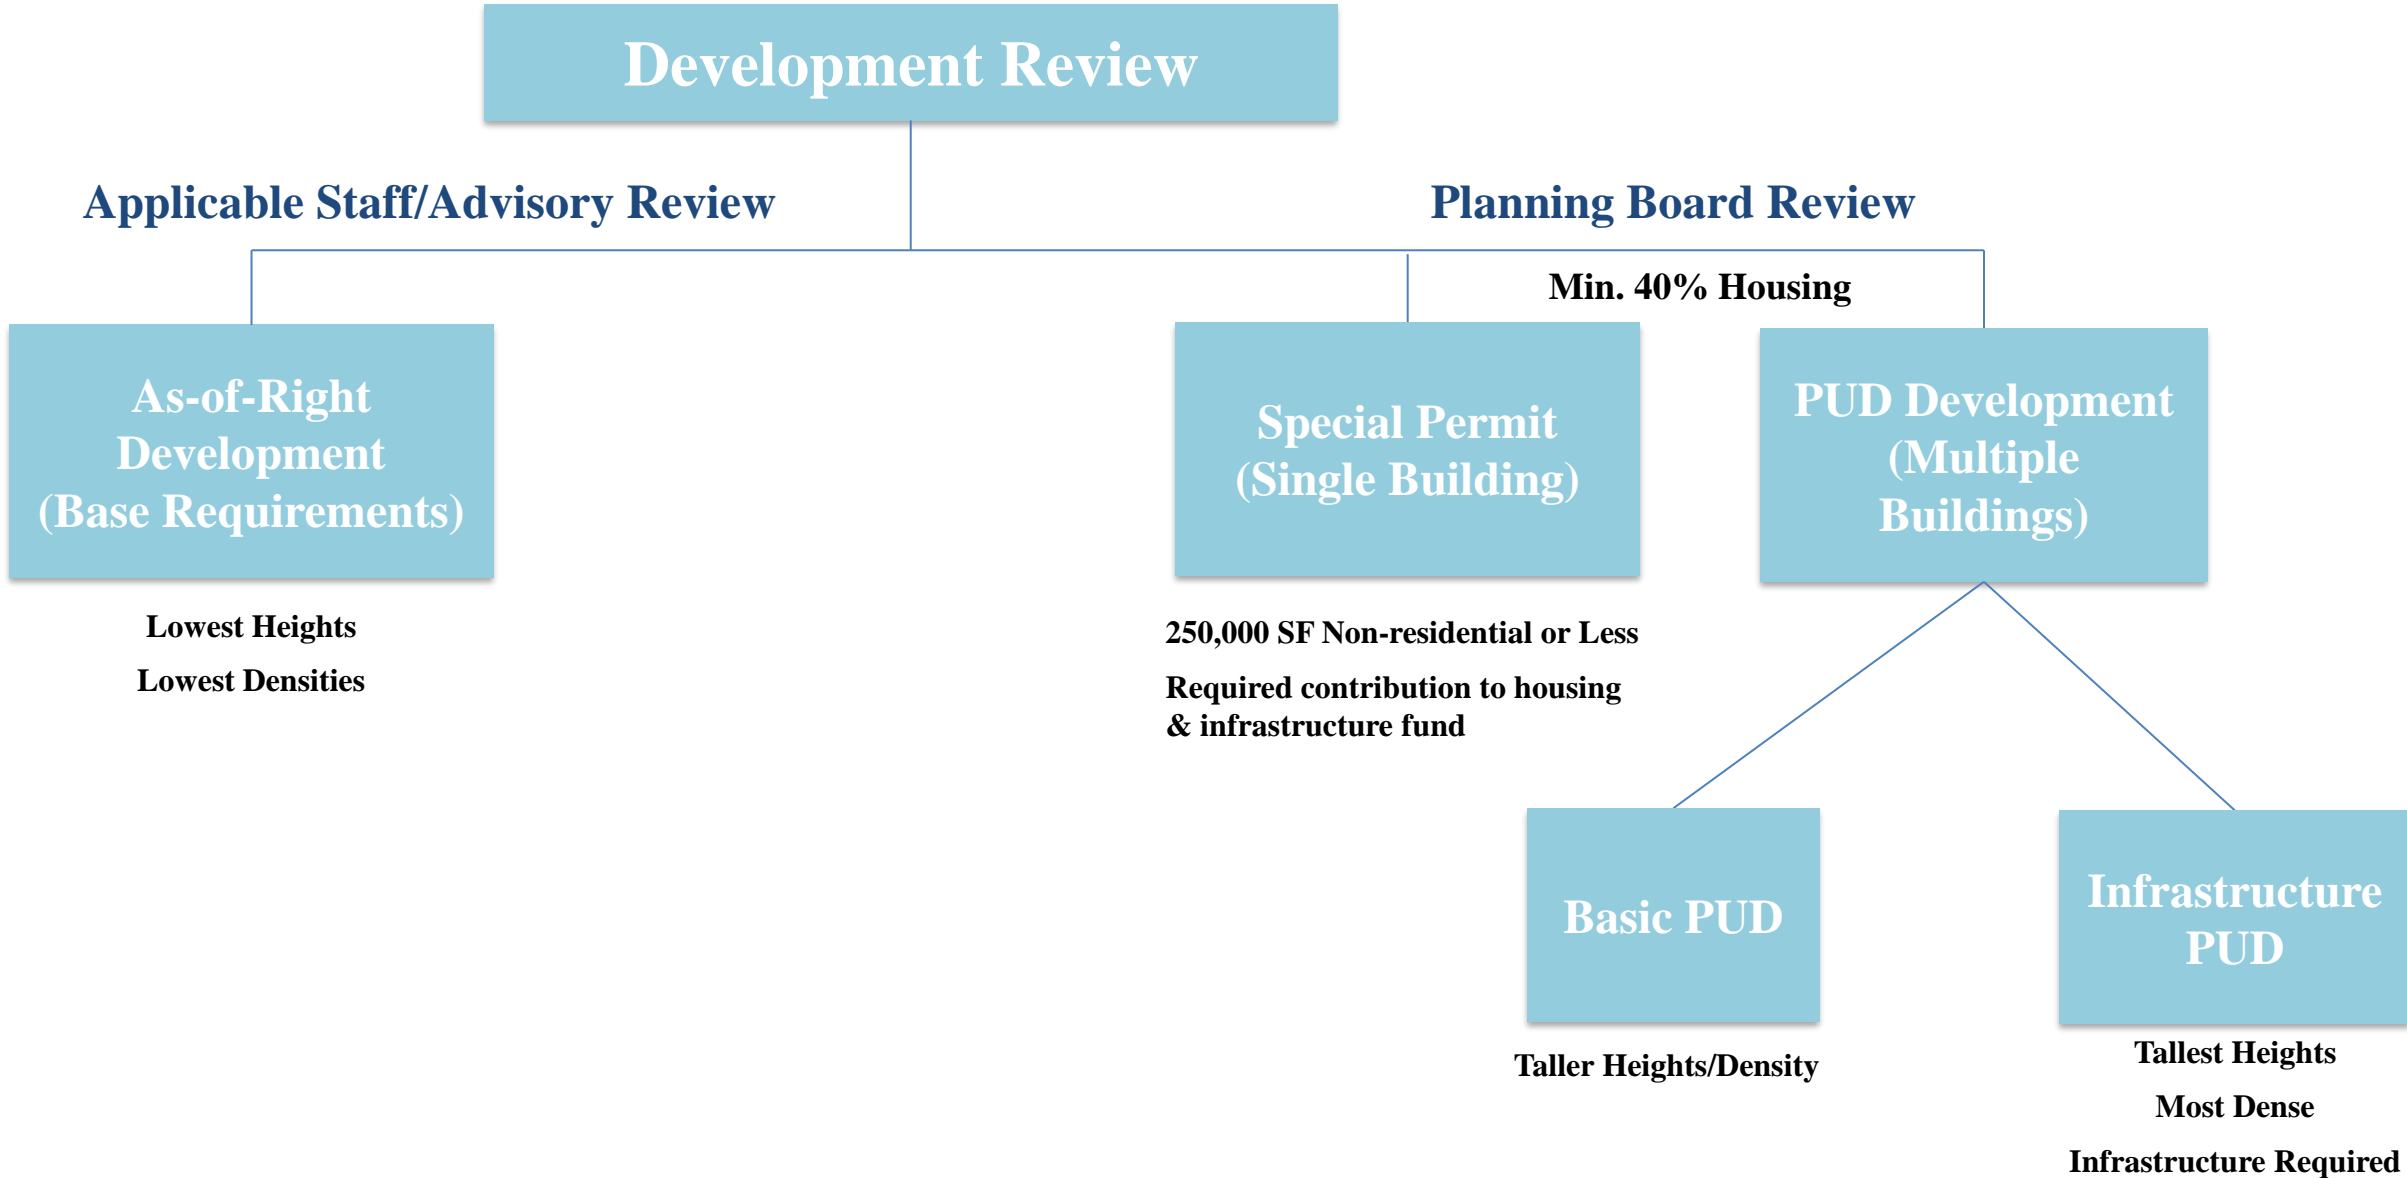 Development Review
Applicable Staff/Advisory Review
Planning Board Review
Min. 40% Housing
As-of-Right
Development
(Base Requirements)
Special Permit
(Single Building)
PUD Development
(Multiple
Buildings)
Lowest Heights
Lowest Densities
250,000 SF Non-residential or Less
Required contribution to housing
& infrastructure fund
Basic PUD
Infrastructure
PUD
Taller Heights/Density
Tallest Heights
Most Dense
Infrastructure Required